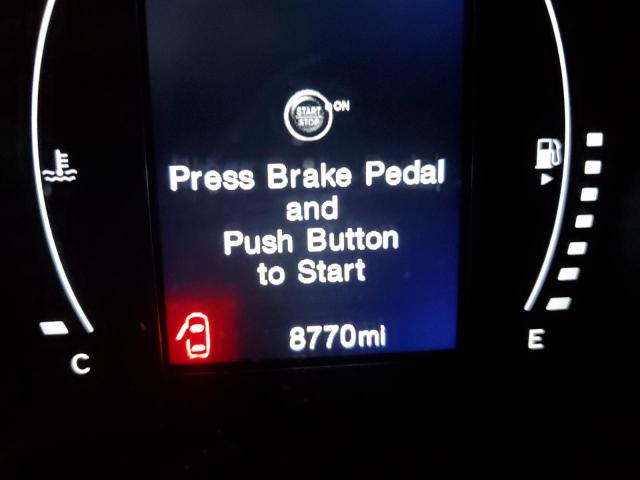 START
STOP
ON
Press Brake Pedal
and
Push Button
to Start
8770mi
C
E